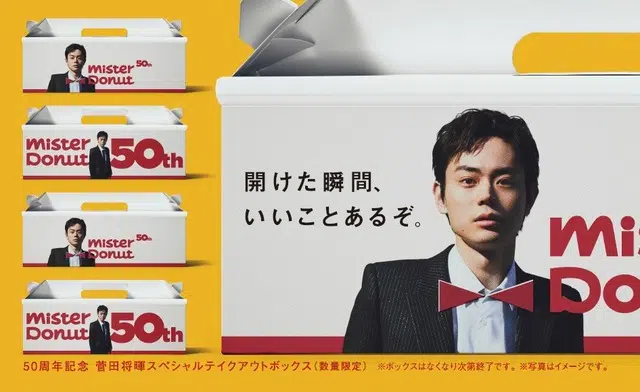 Mister 50th
Donut
Mister
Donut 50th
Mister 50th
Donut
Mister
Donut 50th
開けた瞬間、
いいことあるぞ。
Mis
Do
50周年記念 菅田将暉スペシャルテイクアウトボックス（数量限定） ※ボックスはなくなり次第終了です。※写真はイメージです。